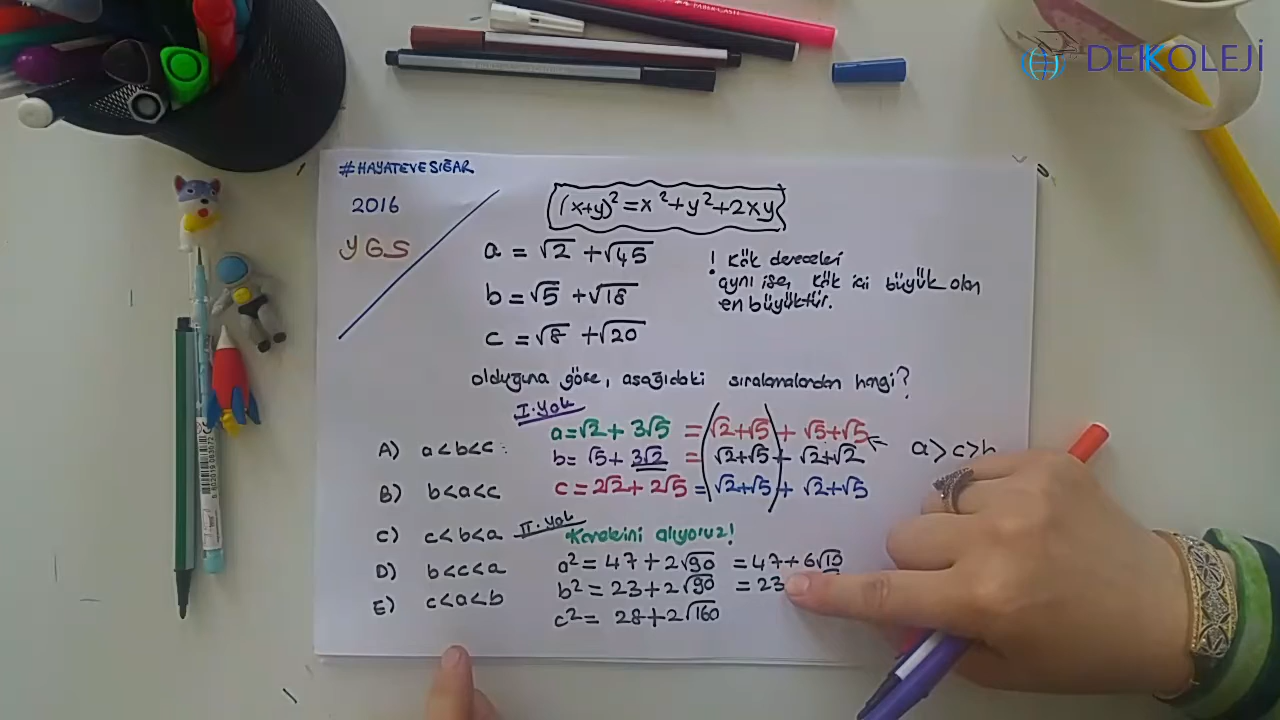 DEKOLEJİ
#HAYATEVESIĞAR
2016
YGS
(x+y)² = x² + y² + 2xy
a = √2 + √45
b = √5 + √18
c = √8 + √20
! Kök dereceleri
aynı ise, kök içi büyük olan
en büyüktür.
olduğuna göre, aşağıdaki sıralamalardan hangi?
I. yol
a = √2 + 3√5 = √2+√5 + √5+√5
b = √5 + 3√2 = √2+√5 + √2+√2
c = 2√2 + 2√5 = √2+√5 + √2+√5
a > c > b
A) a < b < c :
B) b < a < c
C) c < b < a
D) b < c < a
E) c < a < b
II. yol
Karelerini alıyoruz!
a² = 47 + 2√90 = 47 + 6√10
b² = 23 + 2√90 = 23
c² = 28 + 2√160